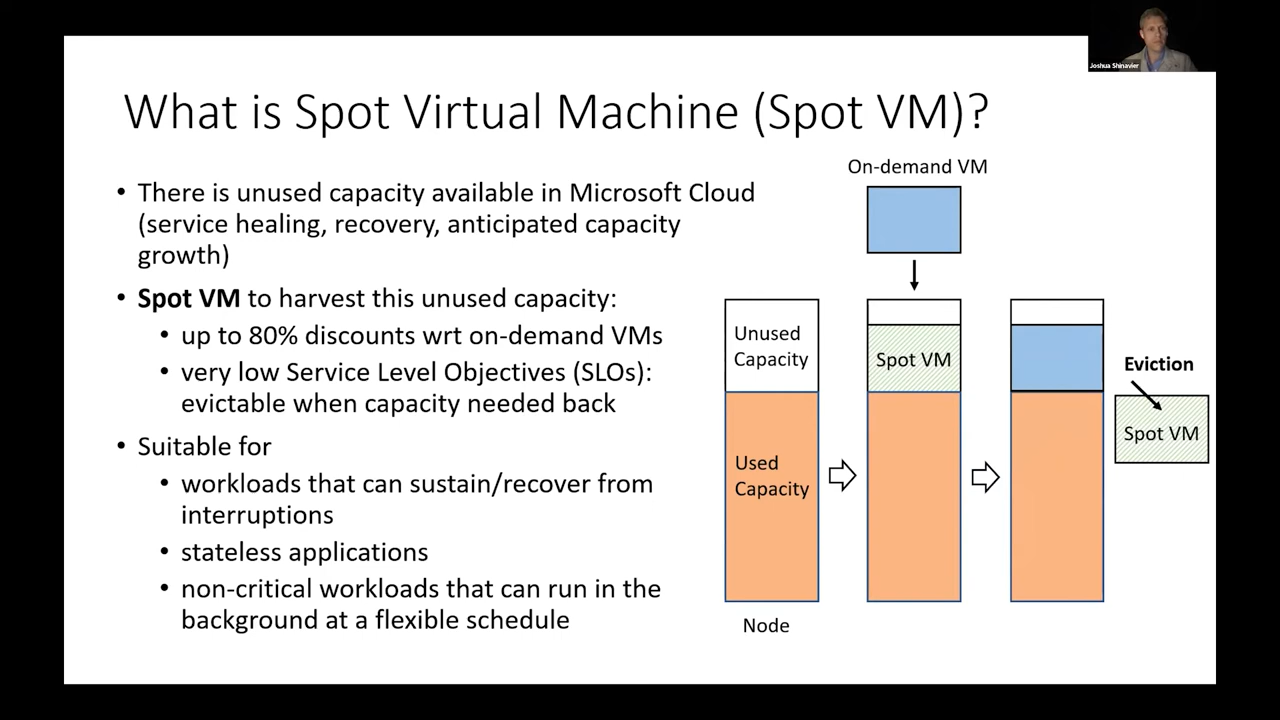 Joshua Shinavier
What is Spot Virtual Machine (Spot VM)?
• There is unused capacity available in Microsoft Cloud
(service healing, recovery, anticipated capacity
growth)
• Spot VM to harvest this unused capacity:
• up to 80% discounts wrt on-demand VMs
• very low Service Level Objectives (SLOs):
evictable when capacity needed back
• Suitable for
• workloads that can sustain/recover from
interruptions
• stateless applications
• non-critical workloads that can run in the
background at a flexible schedule
On-demand VM
Unused
Capacity
Spot VM
Eviction
Spot VM
Used
Capacity
Node